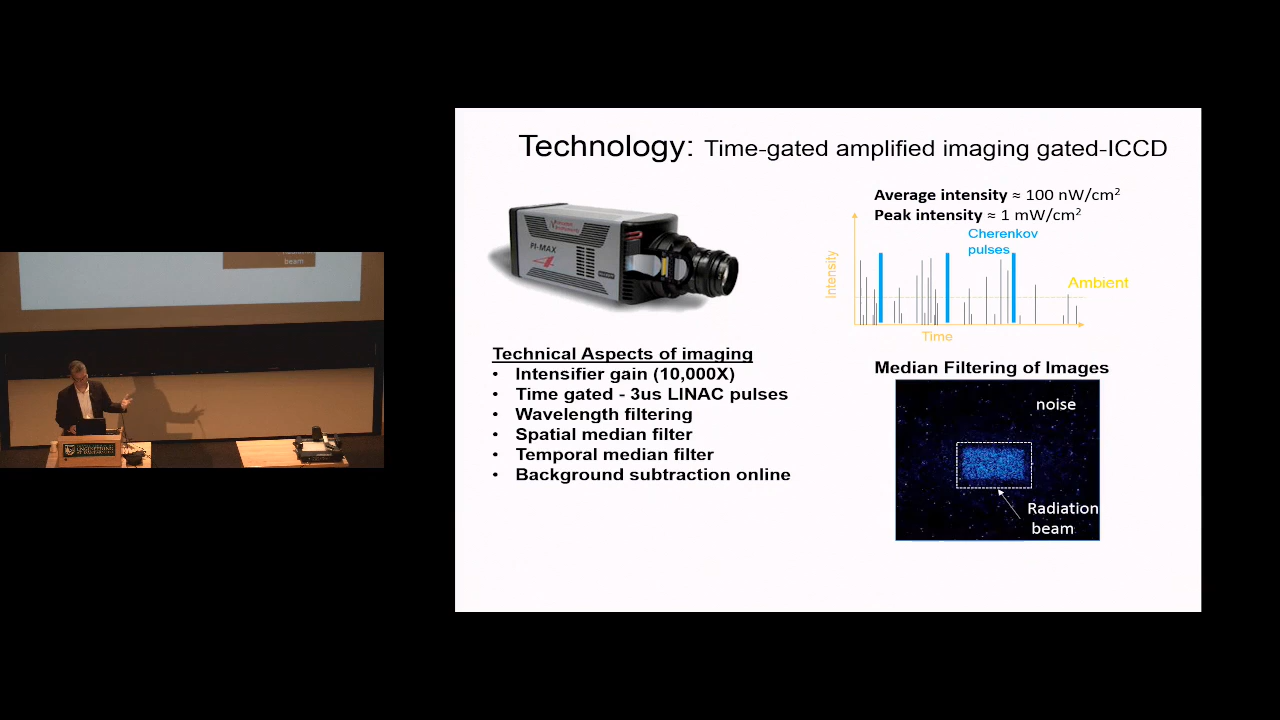 Technology: Time-gated amplified imaging gated-ICCD
PI-MAX
4
Average intensity ≈ 100 nW/cm²
Peak intensity ≈ 1 mW/cm²
Cherenkov
pulses
Intensity
Ambient
Time
Technical Aspects of imaging
• Intensifier gain (10,000X)
• Time gated - 3us LINAC pulses
• Wavelength filtering
• Spatial median filter
• Temporal median filter
• Background subtraction online
Median Filtering of Images
noise
Radiation
beam
beam